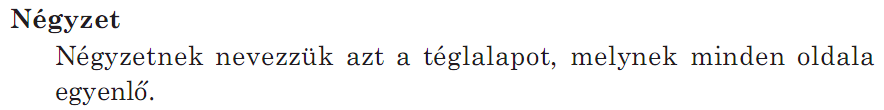 Négyzet
Négyzetnek nevezzük azt a téglalapot, melynek minden oldala
egyenlő.